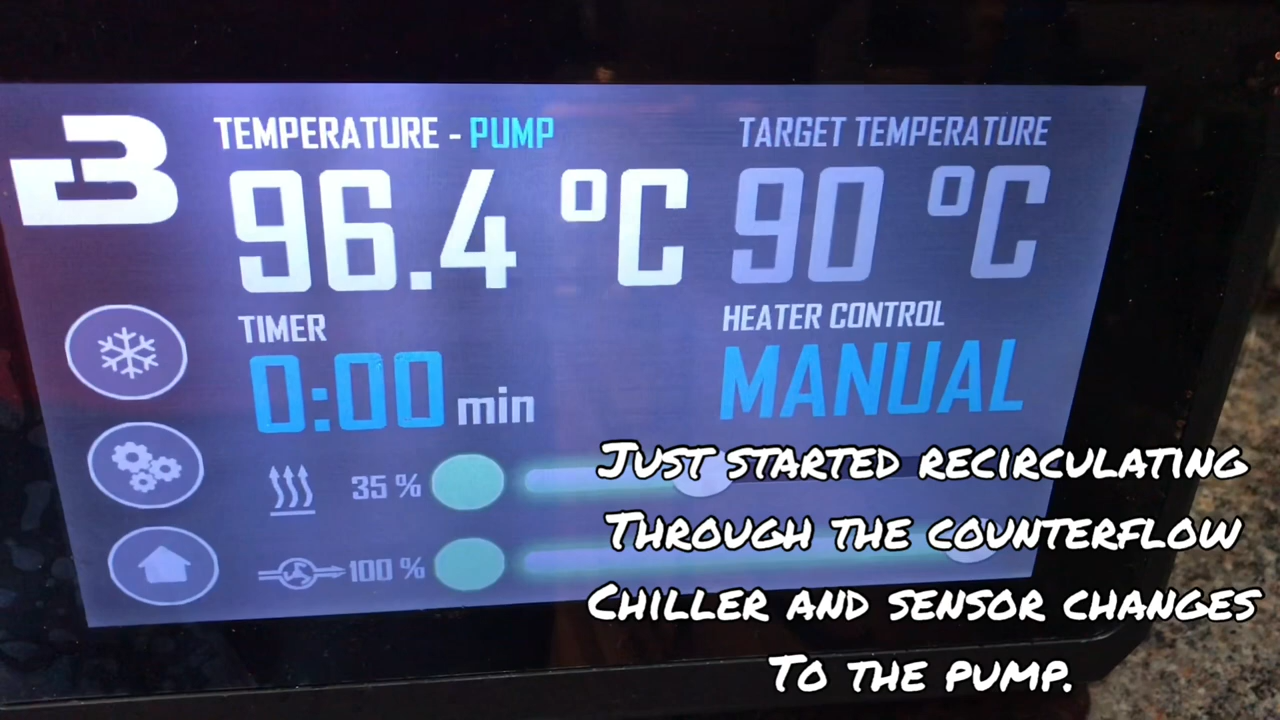 TEMPERATURE - PUMP
TARGET TEMPERATURE
96.4 °C
90 °C
TIMER
HEATER CONTROL
0:00 min
MANUAL
35 %
100 %
JUST STARTED RECIRCULATING
THROUGH THE COUNTERFLOW
CHILLER AND SENSOR CHANGES
TO THE PUMP.